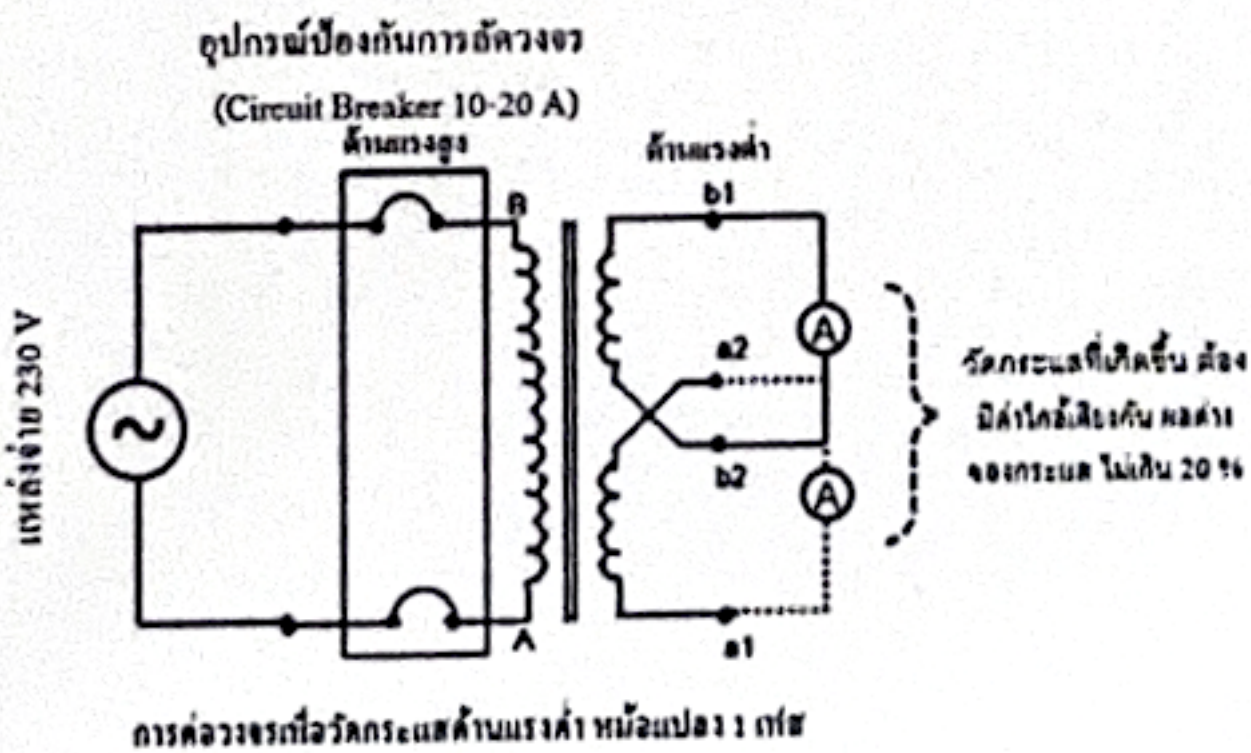 อุปกรณ์ป้องกันการลัดวงจร
(Circuit Breaker 10-20 A)
ด้านแรงสูง
ด้านแรงต่ำ
B
b1
A
a2
แหล่งจ่าย 230 V
วัดกระแสที่เกิดขึ้น ต้อง
มีค่าใกล้เคียงกัน ผลต่าง
ของกระแส ไม่เกิน 20 %
b2
A
A
a1
การต่อวงจรเพื่อวัดกระแสด้านแรงต่ำ หม้อแปลง 1 เฟส